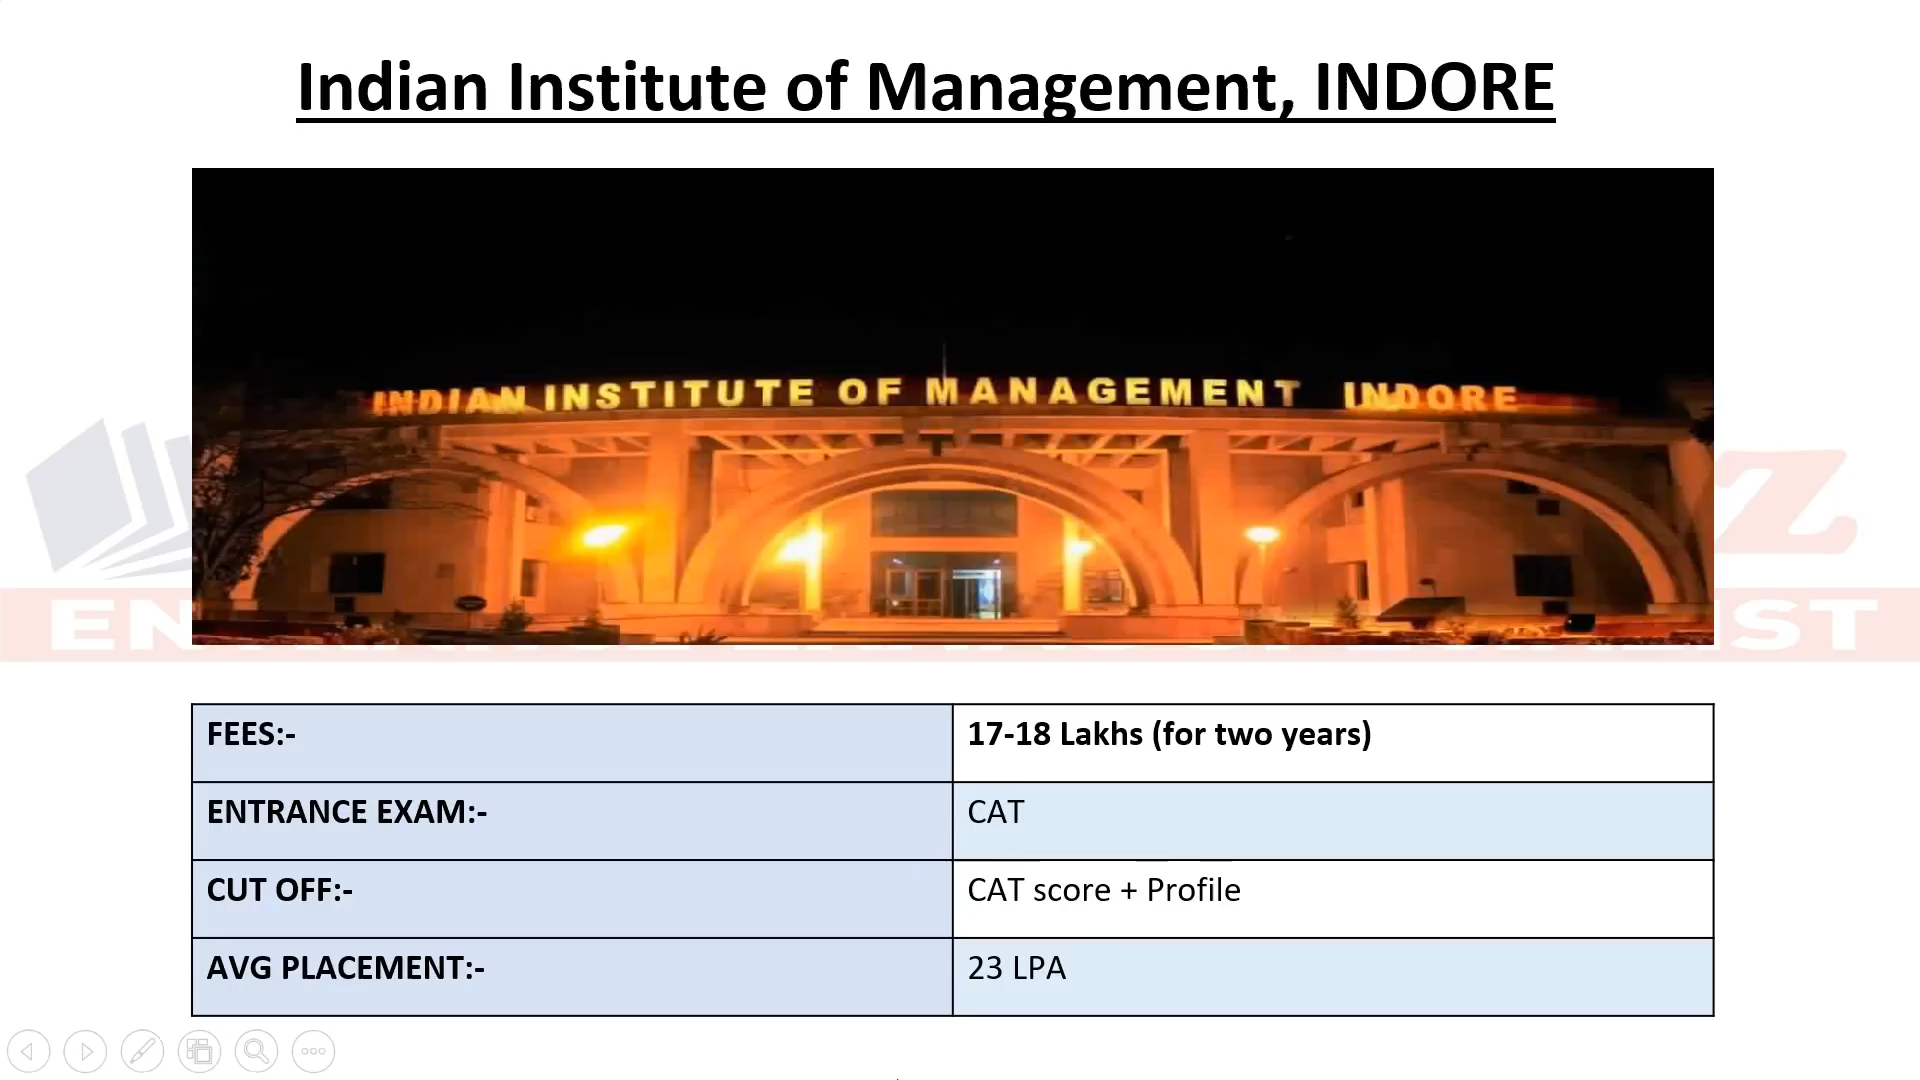 Indian Institute of Management, INDORE
INDIAN INSTITUTE OF MANAGEMENT INDORE
Z
FEES:- 17-18 Lakhs (for two years)
ENTRANCE EXAM:- CAT
CUT OFF:- CAT score + Profile
AVG PLACEMENT:- 23 LPA